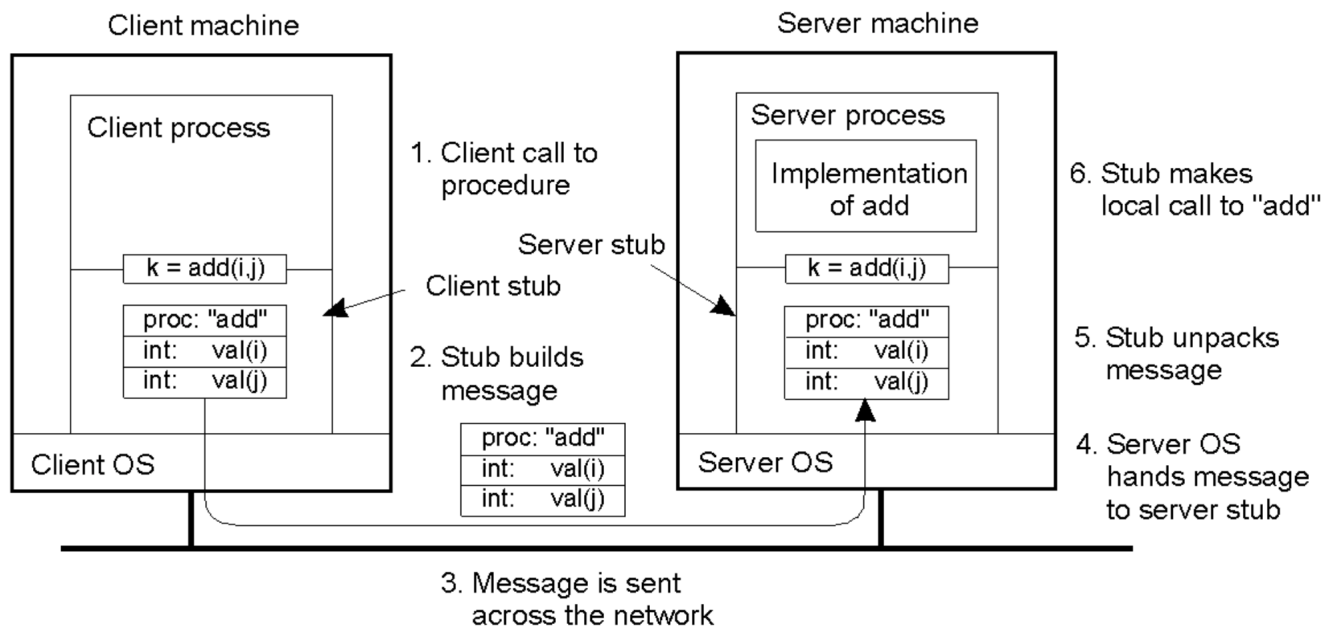 Client machine
Server machine
Client process
1. Client call to
procedure
Server process
Implementation
of add
6. Stub makes
local call to "add"
Server stub
k = add(i,j)
k = add(i,j)
Client stub
proc: "add"
int: val(i)
int: val(j)
proc: "add"
int: val(i)
int: val(j)
2. Stub builds
message
5. Stub unpacks
message
proc: "add"
int: val(i)
int: val(j)
Client OS
Server OS
4. Server OS
hands message
to server stub
3. Message is sent
across the network